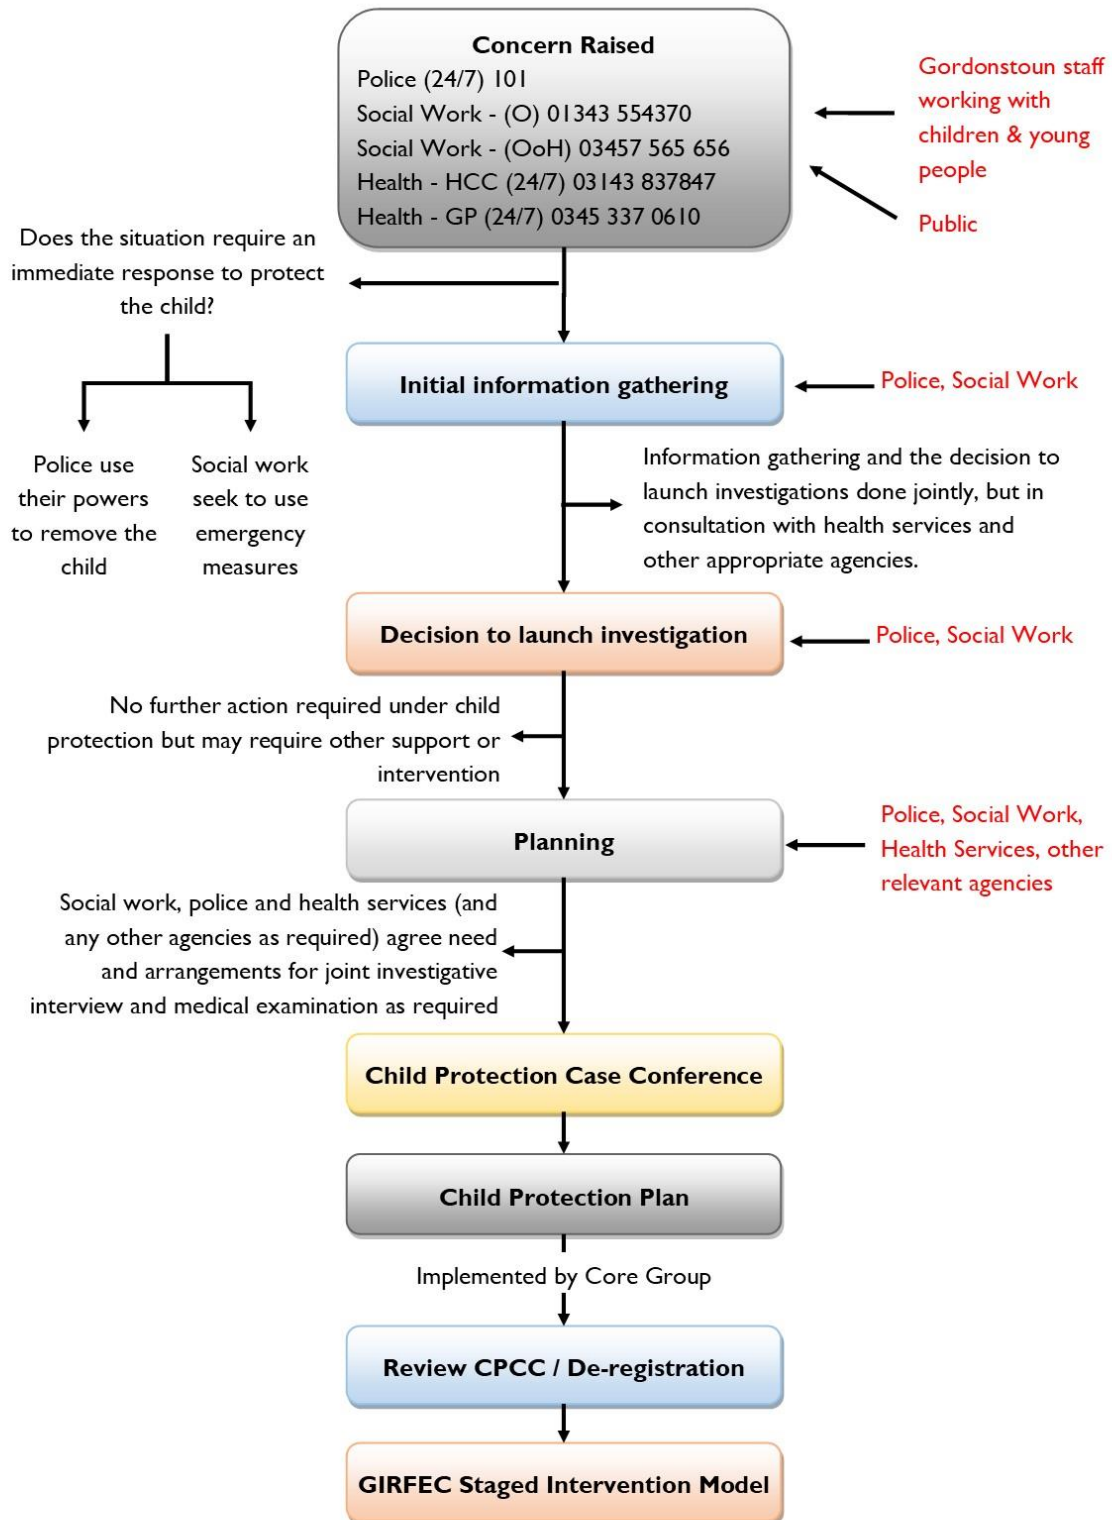 Concern Raised
Police (24/7) 101
Social Work - (O) 01343 554370
Social Work - (OoH) 03457 565 656
Health - HCC (24/7) 03143 837847
Health - GP (24/7) 0345 337 0610
Gordonstoun staff
working with
children & young
people
Public
Does the situation require an
immediate response to protect
the child?
Police use
their powers
to remove the
child
Social work
seek to use
emergency
measures
Initial information gathering
Police, Social Work
Information gathering and the decision to
launch investigations done jointly, but in
consultation with health services and
other appropriate agencies.
Decision to launch investigation
Police, Social Work
No further action required under child
protection but may require other support or
intervention
Planning
Police, Social Work,
Health Services, other
relevant agencies
Social work, police and health services (and
any other agencies as required) agree need
and arrangements for joint investigative
interview and medical examination as required
Child Protection Case Conference
Child Protection Plan
Implemented by Core Group
Review CPCC / De-registration
GIRFEC Staged Intervention Model